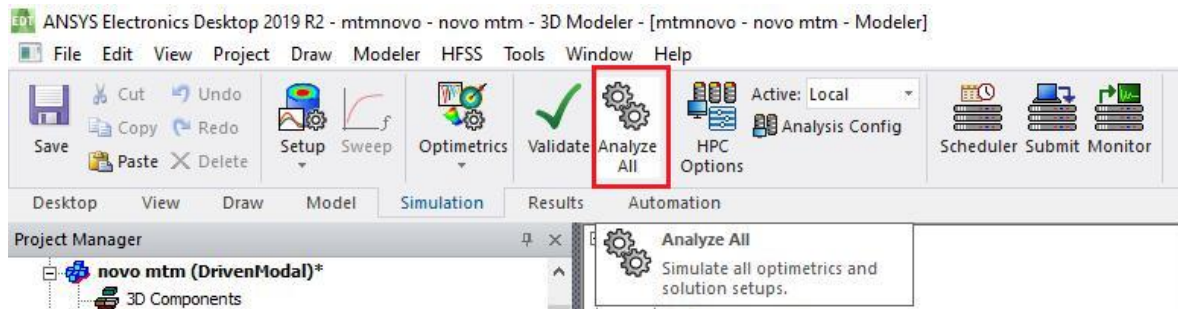 EDT ANSYS Electronics Desktop 2019 R2 - mtmnovo - novo mtm - 3D Modeler - [mtmnovo - novo mtm - Modeler]
File Edit View Project Draw Modeler HFSS Tools Window Help
Save
Cut Undo
Copy Redo
Paste Delete
Setup Sweep
Optimetrics
Validate
Analyze
All
HPC
Options
Active: Local
Analysis Config
Scheduler Submit Monitor
Desktop View Draw Model Simulation Results Automation
Project Manager
novo mtm (DrivenModal)*
3D Components
Analyze All
Simulate all optimetrics and
solution setups.